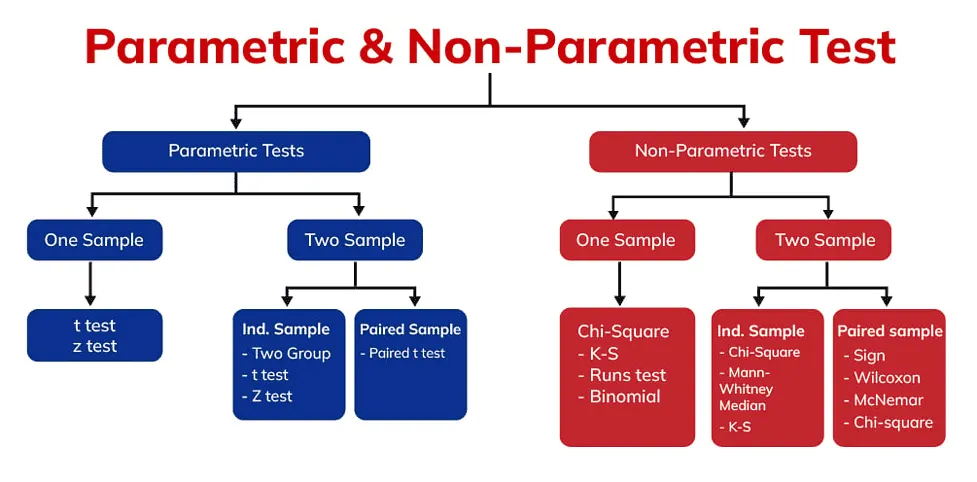 Parametric & Non-Parametric Test
Parametric Tests
Non-Parametric Tests
One Sample
Two Sample
One Sample
Two Sample
t test
z test
Ind. Sample
- Two Group
- t test
- Z test
Paired Sample
- Paired t test
Chi-Square
- K-S
- Runs test
- Binomial
Ind. Sample
- Chi-Square
- Mann-
Whitney
Median
- K-S
Paired sample
- Sign
- Wilcoxon
- McNemar
- Chi-square